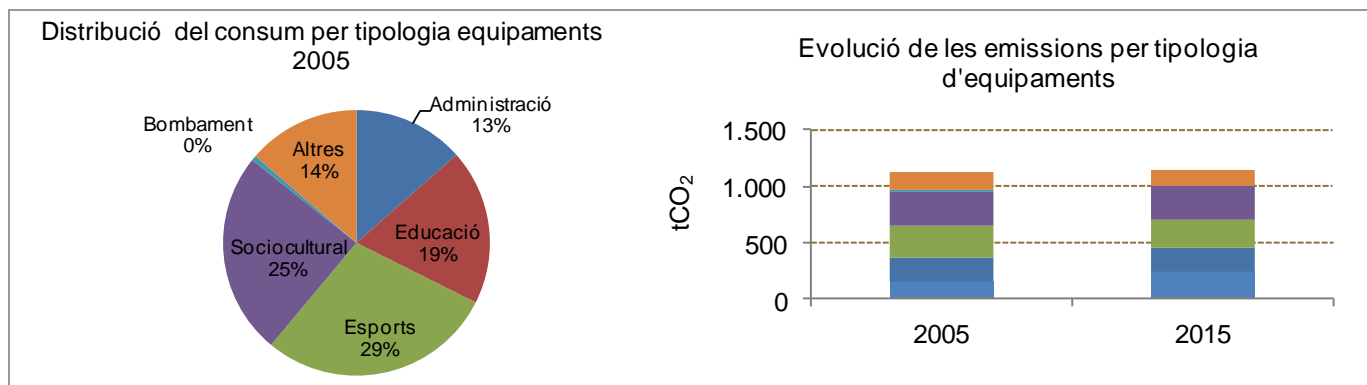 Distribució del consum per tipologia equipaments
2005
Administració
13%
Educació
19%
Esports
29%
Sociocultural
25%
Bombament
0%
Altres
14%
Evolució de les emissions per tipologia
d'equipaments
tCO₂
1.500
1.000
500
0
2005
2015